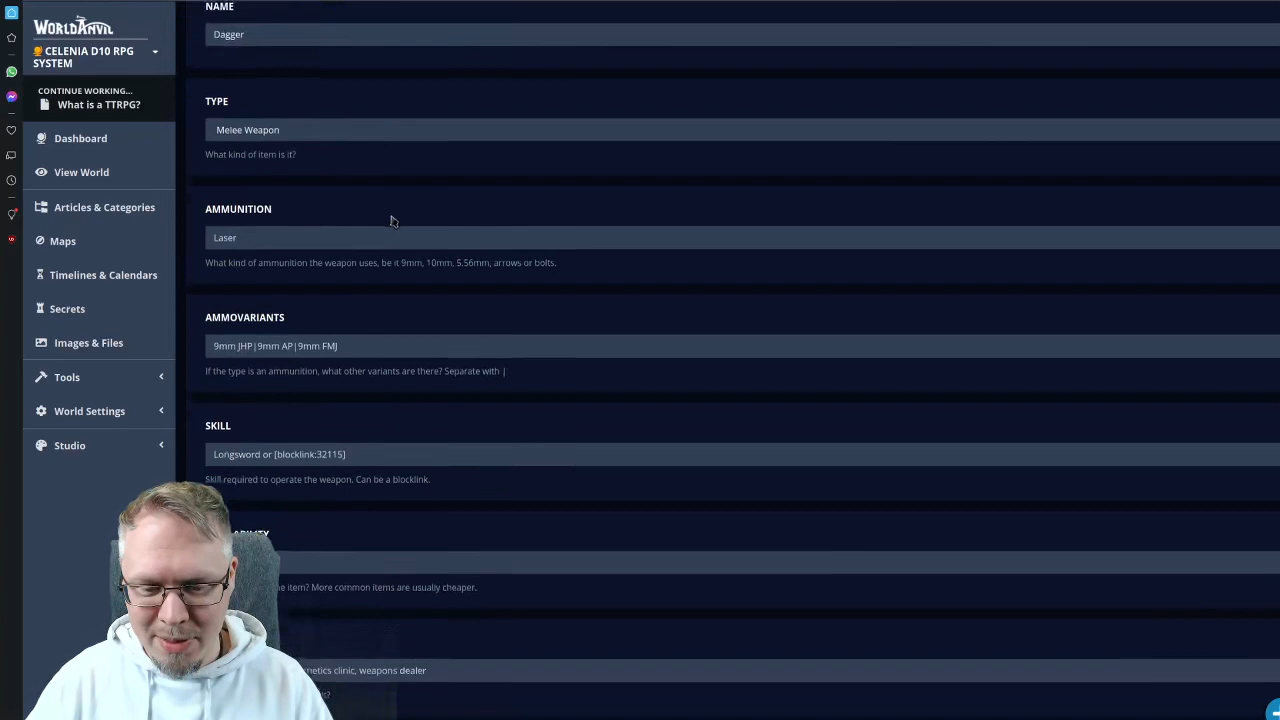 WORLDANVIL
CELENIA D10 RPG
SYSTEM
CONTINUE WORKING...
What is a TTRPG?
Dashboard
View World
Articles & Categories
Maps
Timelines & Calendars
Secrets
Images & Files
Tools
World Settings
Studio
NAME
Dagger
TYPE
Melee Weapon
What kind of item is it?
AMMUNITION
Laser
What kind of ammunition the weapon uses, be it 9mm, 10mm, 5.56mm, arrows or bolts.
AMMOVARIANTS
9mm JHP|9mm AP|9mm FMJ
If the type is an ammunition, what other variants are there? Separate with |
SKILL
Longsword or [blocklink:32115]
Skill required to operate the weapon. Can be a blocklink.
item? More common items are usually cheaper.
clinic, weapons dealer
it?